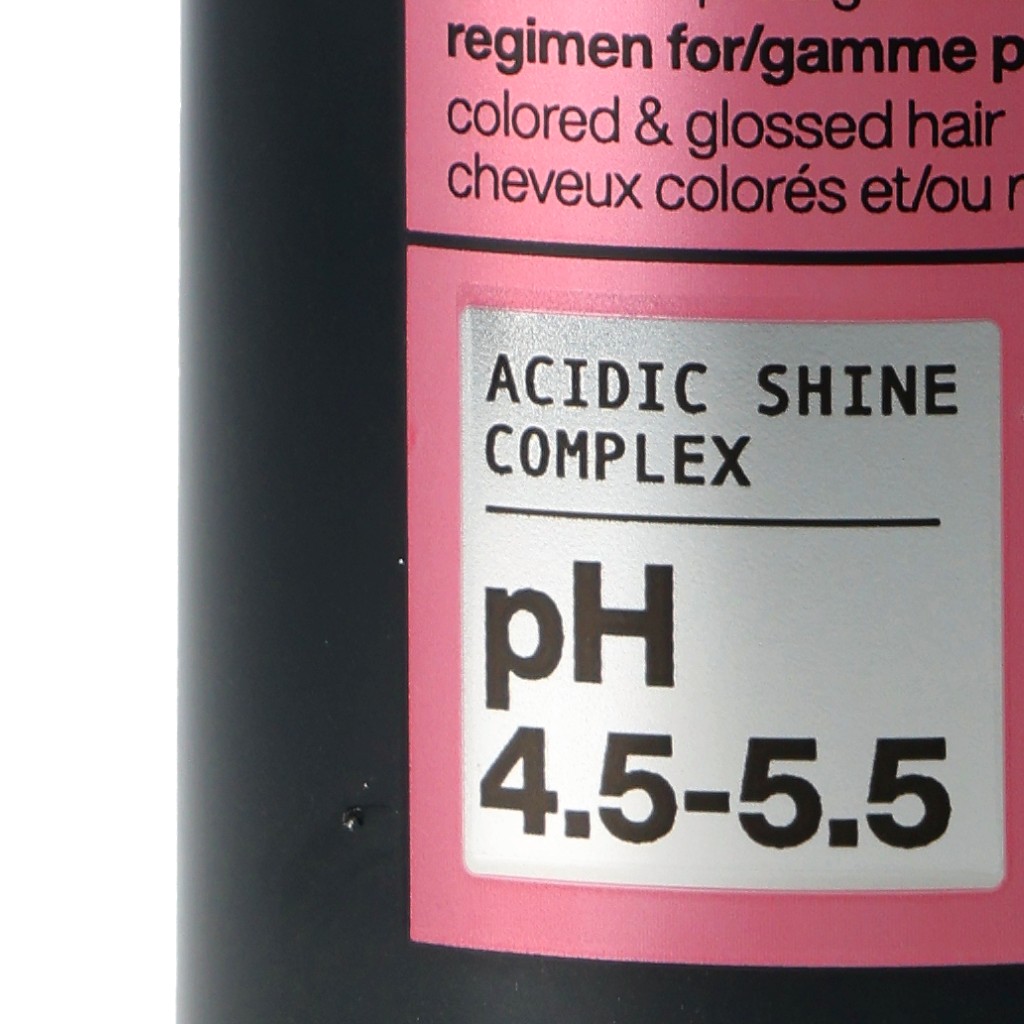 regimen for/gamme
colored & glossed hair
cheveux colorés et/ou
ACIDIC SHINE
COMPLEX
pH
4.5-5.5